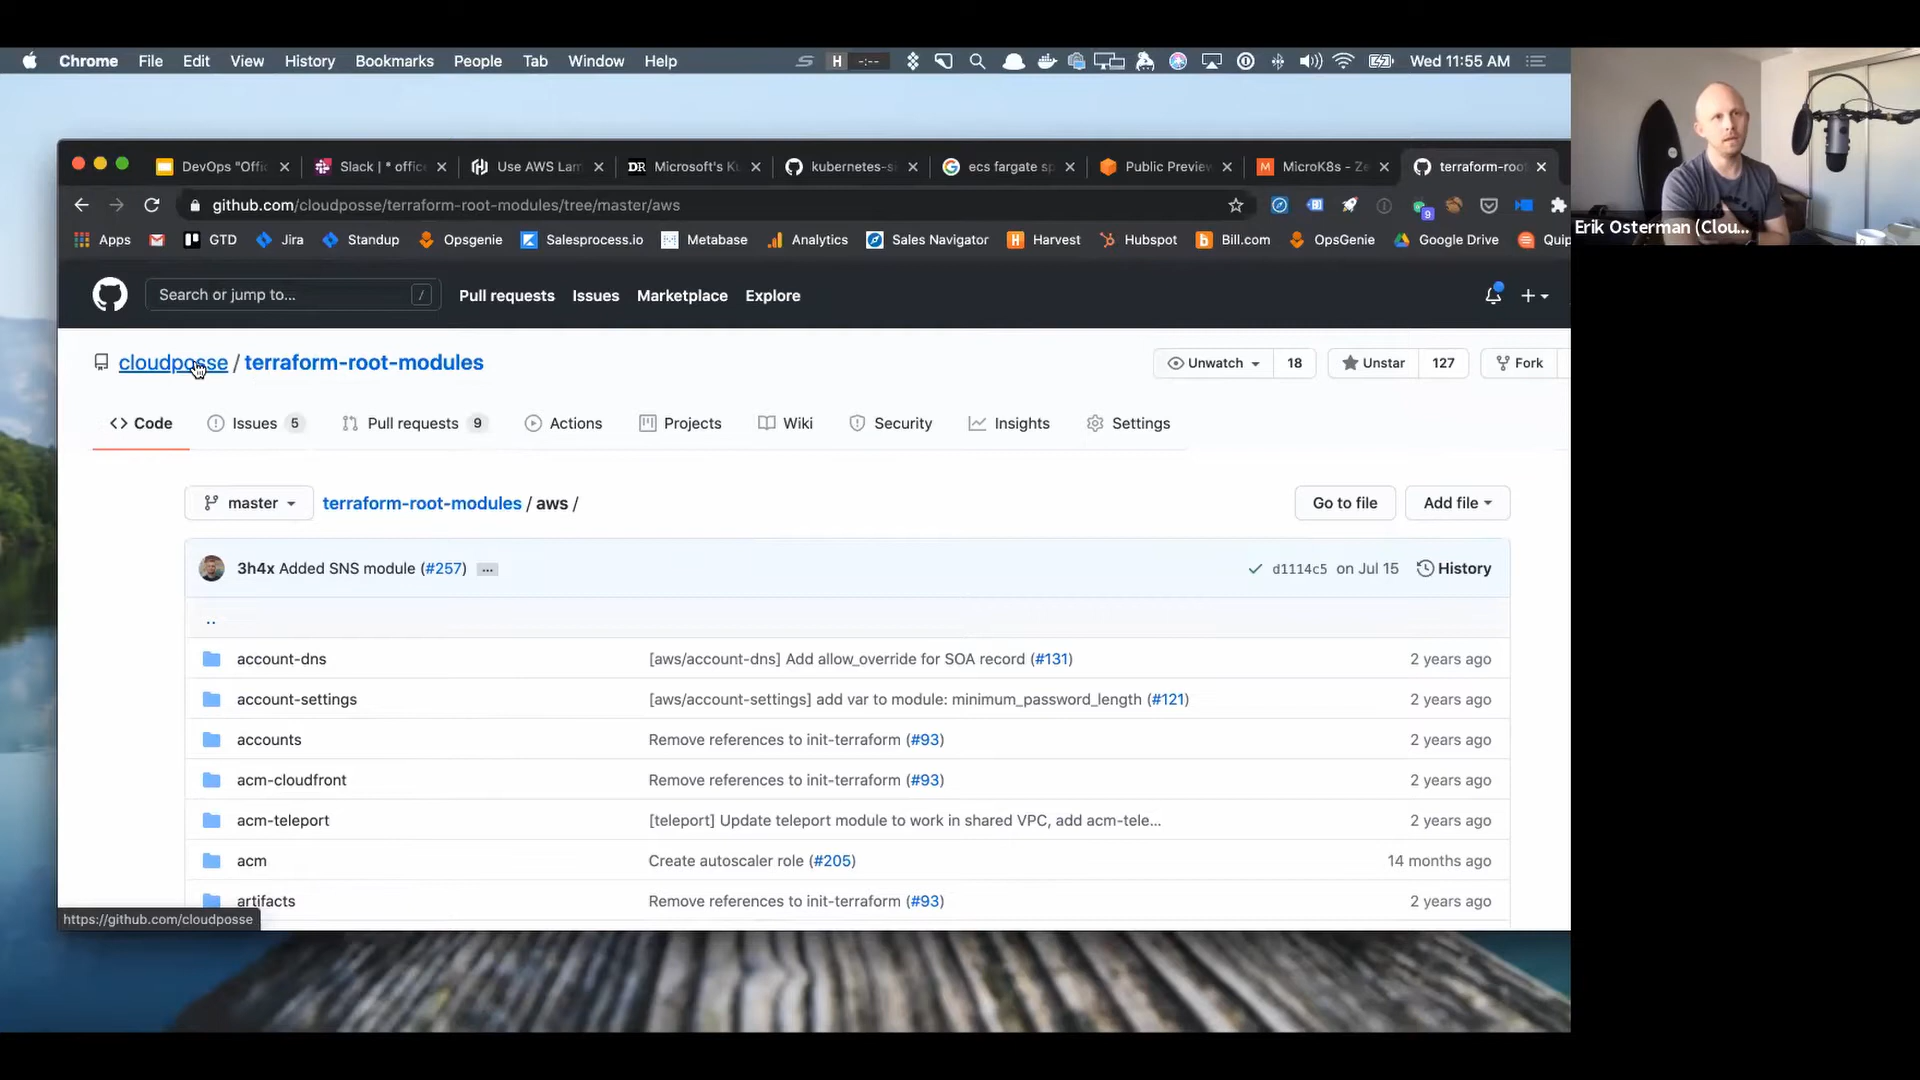 Chrome File Edit View History Bookmarks People Tab Window Help H -:-- Wed 11:55 AM
DevOps "Offi Slack | * offic Use AWS Lam DR Microsoft's Ku kubernetes-s ecs fargate sp Public Preview M MicroK8s - Ze terraform-roo
github.com/cloudposse/terraform-root-modules/tree/master/aws 9
Apps GTD Jira Standup Opsgenie Salesprocess.io Metabase Analytics Sales Navigator H Harvest Hubspot Bill.com OpsGenie Google Drive Quip
Erik Osterman (Clou...
Search or jump to... / Pull requests Issues Marketplace Explore
cloudposse / terraform-root-modules Unwatch 18 Unstar 127 Fork
<> Code Issues 5 Pull requests 9 Actions Projects Wiki Security Insights Settings
master terraform-root-modules / aws / Go to file Add file
3h4x Added SNS module (#257) ... d1114c5 on Jul 15 History
..
account-dns [aws/account-dns] Add allow_override for SOA record (#131) 2 years ago
account-settings [aws/account-settings] add var to module: minimum_password_length (#121) 2 years ago
accounts Remove references to init-terraform (#93) 2 years ago
acm-cloudfront Remove references to init-terraform (#93) 2 years ago
acm-teleport [teleport] Update teleport module to work in shared VPC, add acm-tele... 2 years ago
acm Create autoscaler role (#205) 14 months ago
artifacts Remove references to init-terraform (#93) 2 years ago
https://github.com/cloudposse